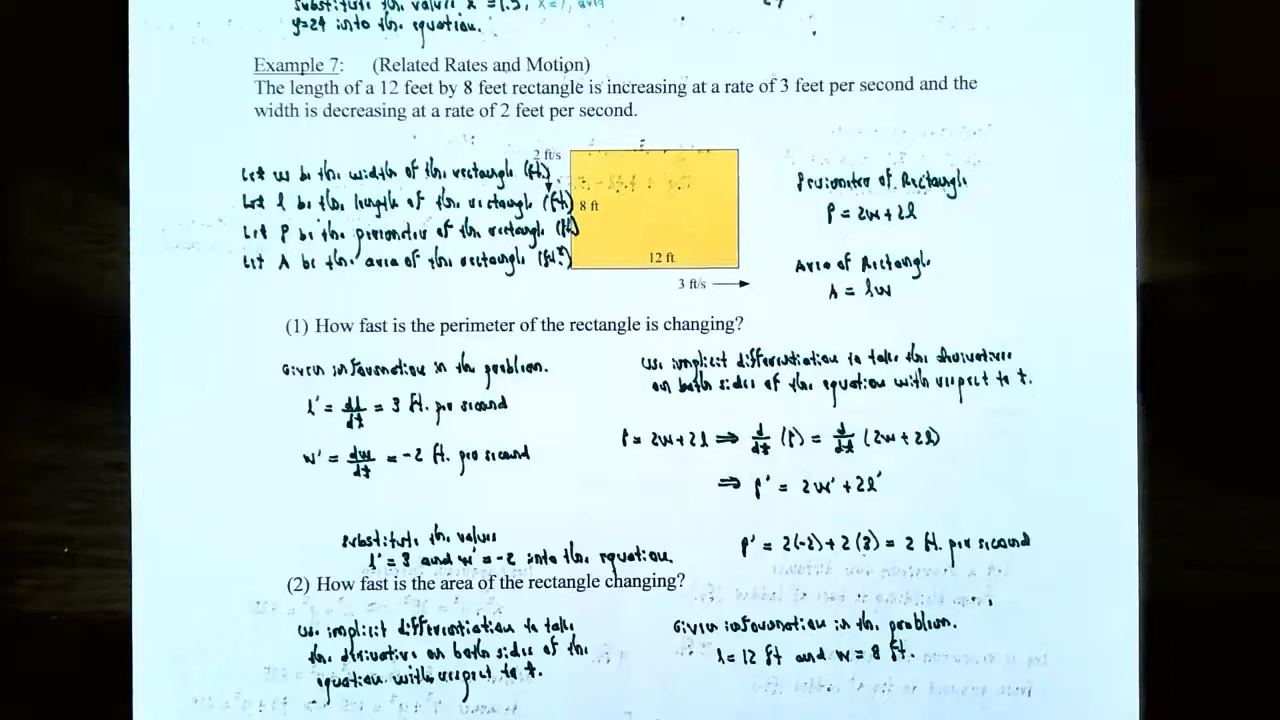 Substitute the values x = 1.5, x = 7, and
y=24 into the equation.
Example 7: (Related Rates and Motion)
The length of a 12 feet by 8 feet rectangle is increasing at a rate of 3 feet per second and the
width is decreasing at a rate of 2 feet per second.
2 ft/s
Let w be the width of the rectangle (ft.)
Let l be the length of the rectangle (ft)
Let P be the perimeter of the rectangle (ft)
Let A be the area of the rectangle (ft.²)
8 ft
12 ft
3 ft/s
Perimeter of Rectangle
P = 2w + 2l
Area of Rectangle
A = lw
(1) How fast is the perimeter of the rectangle is changing?
Given information in the problem.
l' = dl/dt = 3 ft. per second
w' = dw/dt = -2 ft. per second
Use implicit differentiation to take the derivative
on both sides of the equation with respect to t.
P = 2w + 2l ⇒ d/dt (P) = d/dt (2w + 2l)
⇒ P' = 2w' + 2l'
Substitute the values
l' = 3 and w' = -2 into the equation.
P' = 2(-2) + 2(3) = 2 ft. per second
(2) How fast is the area of the rectangle changing?
Use implicit differentiation to take
the derivative on both sides of the
equation with respect to t.
Given information in the problem.
l = 12 ft and w = 8 ft.